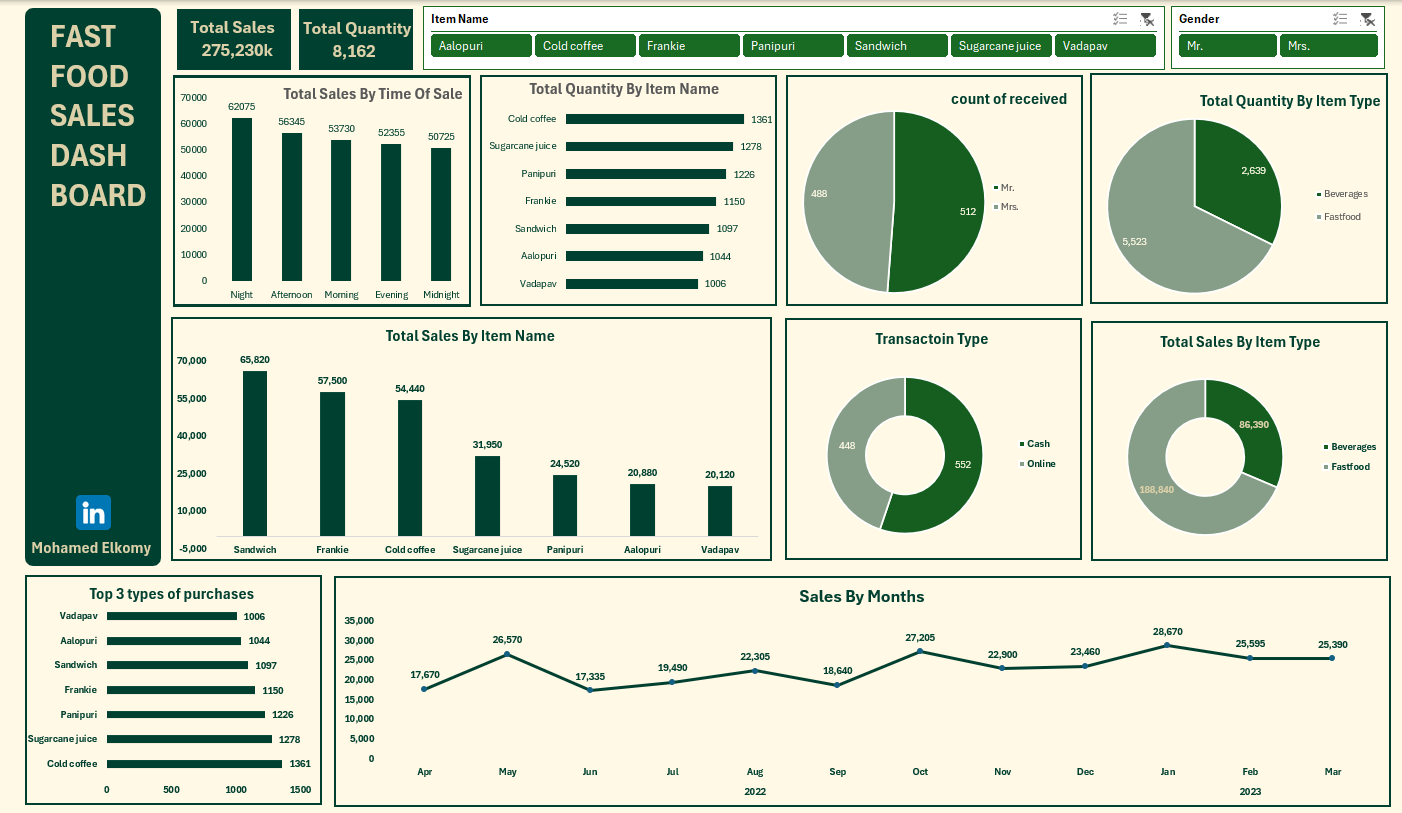 FAST
FOOD
SALES
DASH
BOARD
Mohamed Elkomy
Total Sales
275,230k
Total Quantity
8,162
Item Name
Aalopuri
Cold coffee
Frankie
Panipuri
Sandwich
Sugarcane juice
Vadapav
Gender
Mr.
Mrs.
Total Sales By Time Of Sale
70000
60000
50000
40000
30000
20000
10000
0
62075
56345
53730
52355
50725
Night
Afternoon
Morning
Evening
Midnight
Total Quantity By Item Name
Cold coffee 1361
Sugarcane juice 1278
Panipuri 1226
Frankie 1150
Sandwich 1097
Aalopuri 1044
Vadapav 1006
count of received
488
512
Mr.
Mrs.
Total Quantity By Item Type
2,639
5,523
Beverages
Fastfood
Total Sales By Item Name
70,000
55,000
40,000
25,000
10,000
-5,000
65,820
57,500
54,440
31,950
24,520
20,880
20,120
Sandwich
Frankie
Cold coffee
Sugarcane juice
Panipuri
Aalopuri
Vadapav
Transactoin Type
448
552
Cash
Online
Total Sales By Item Type
86,390
188,840
Beverages
Fastfood
Top 3 types of purchases
Vadapav 1006
Aalopuri 1044
Sandwich 1097
Frankie 1150
Panipuri 1226
Sugarcane juice 1278
Cold coffee 1361
0 500 1000 1500
Sales By Months
35,000
30,000
25,000
20,000
15,000
10,000
5,000
0
17,670
26,570
17,335
19,490
22,305
18,640
27,205
22,900
23,460
28,670
25,595
25,390
Apr May Jun Jul Aug Sep Oct Nov Dec Jan Feb Mar
2022 2023